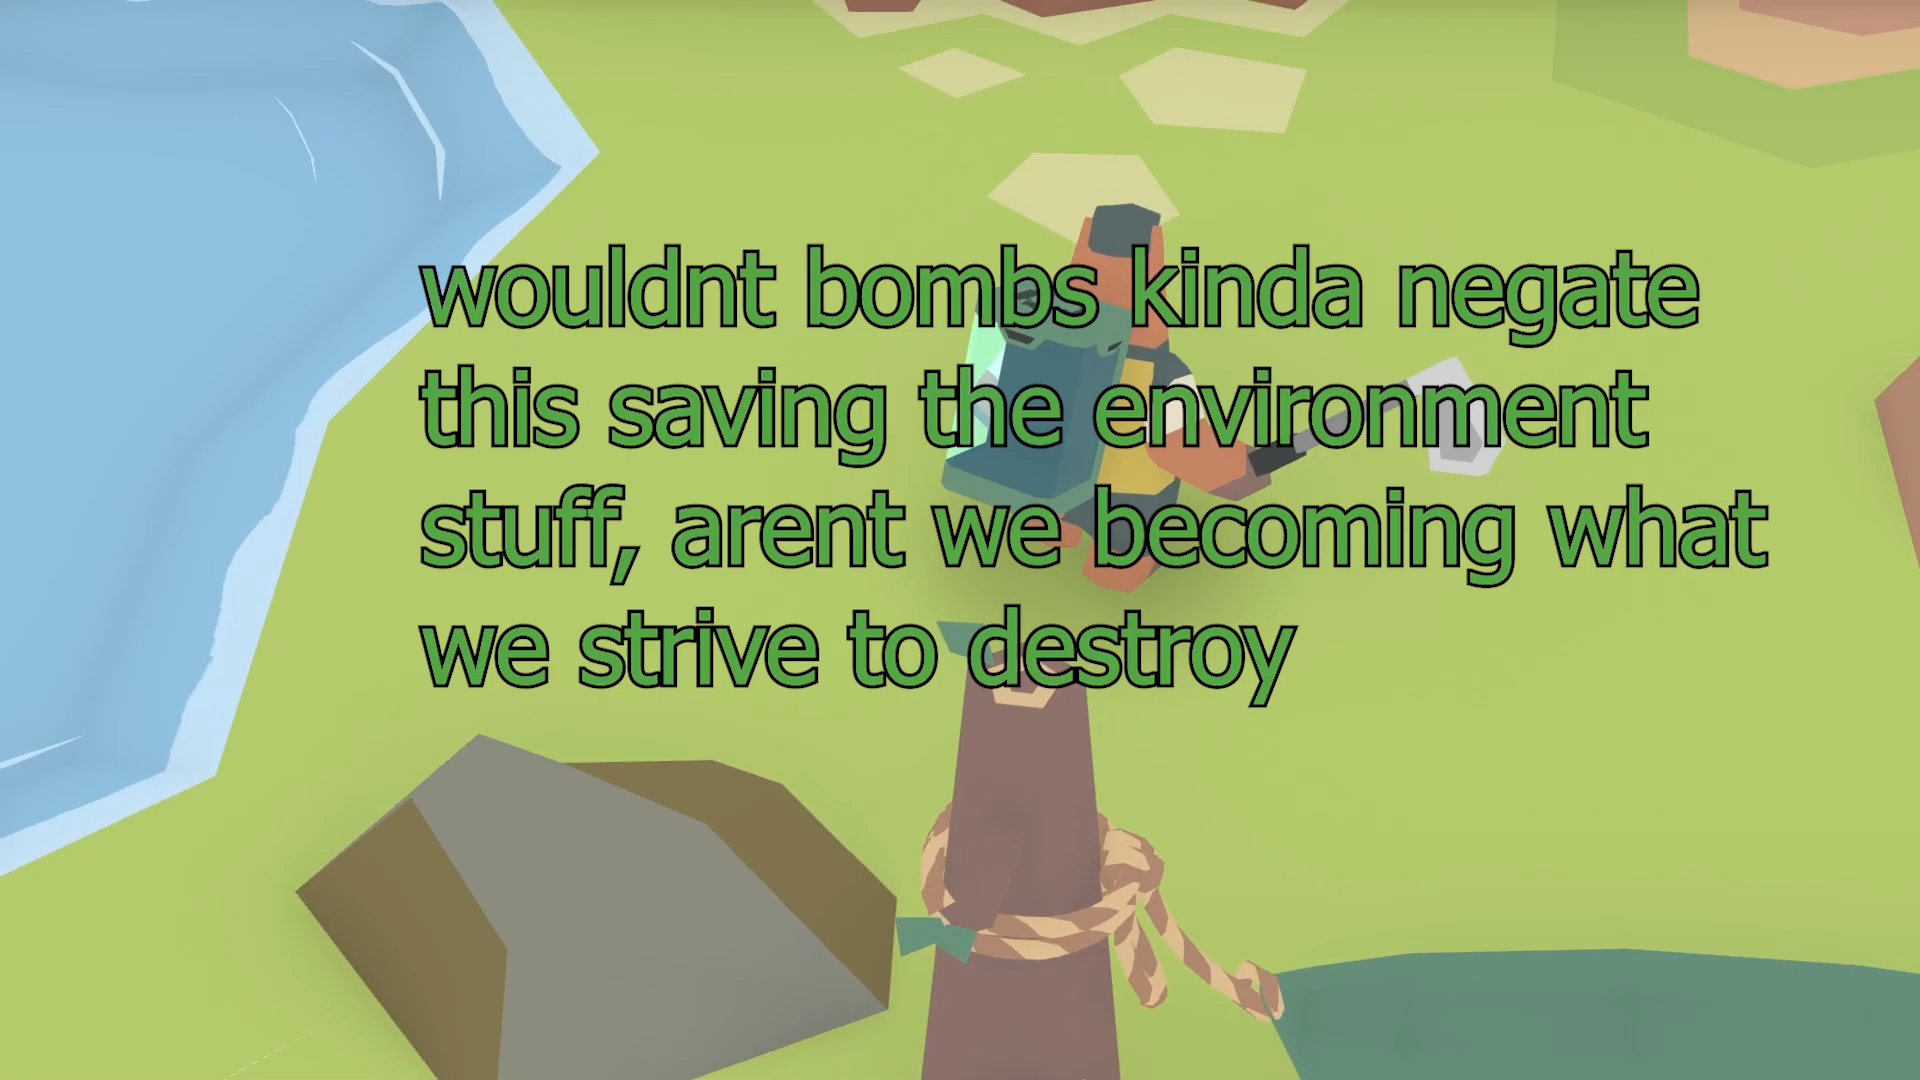 wouldnt bombs kinda negate
this saving the environment
stuff, arent we becoming what
we strive to destroy